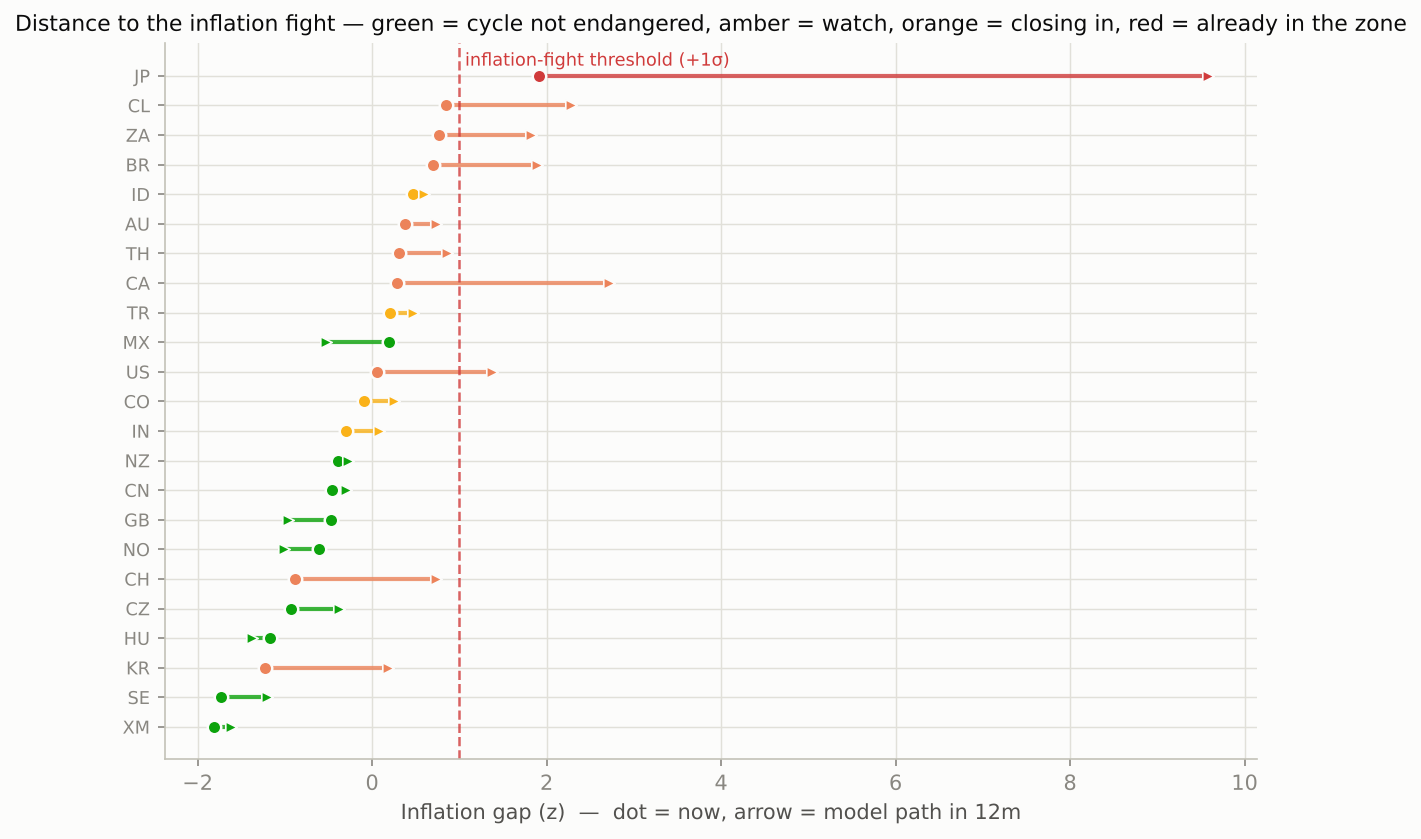 Distance to the inflation fight — green = cycle not endangered, amber = watch, orange = closing in, red = already in the zone
inflation-fight threshold (+1σ)
JP
CL
ZA
BR
ID
AU
TH
CA
TR
MX
US
CO
IN
NZ
CN
GB
NO
CH
CZ
HU
KR
SE
XM
−2 0 2 4 6 8 10
Inflation gap (z) — dot = now, arrow = model path in 12m